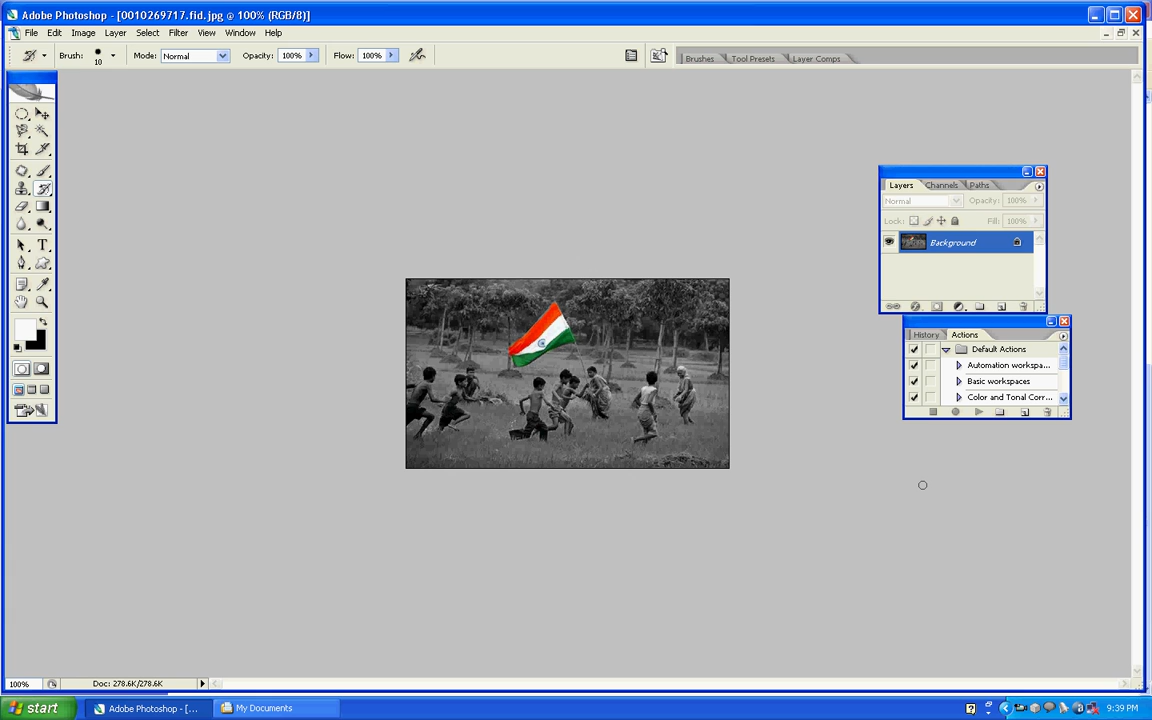 Adobe Photoshop - [0010269717.fid.jpg @ 100% (RGB/8)]
File Edit Image Layer Select Filter View Window Help
Brush: 10 Mode: Normal Opacity: 100% Flow: 100% Brushes Tool Presets Layer Comps
Layers Channels Paths
Normal Opacity: 100%
Lock: Fill: 100%
Background
History Actions
Default Actions
Automation workspa...
Basic workspaces
Color and Tonal Corr...
T
100% Doc: 278.6K/278.6K
start Adobe Photoshop - [... My Documents 9:39 PM